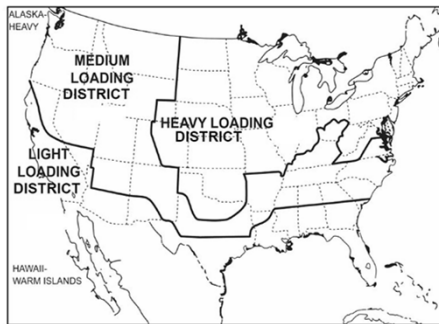 ALASKA-
HEAVY
MEDIUM
LOADING
DISTRICT
HEAVY LOADING
DISTRICT
LIGHT
LOADING
DISTRICT
HAWAII-
WARM ISLANDS